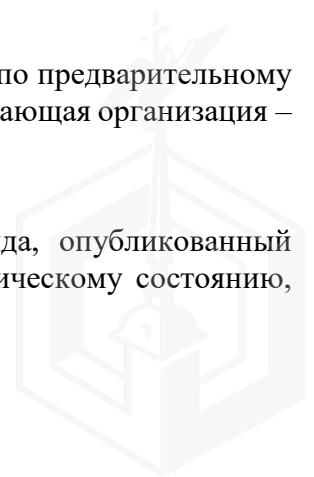 по предварительному
ающая организация –
да, опубликованный
ическому состоянию,